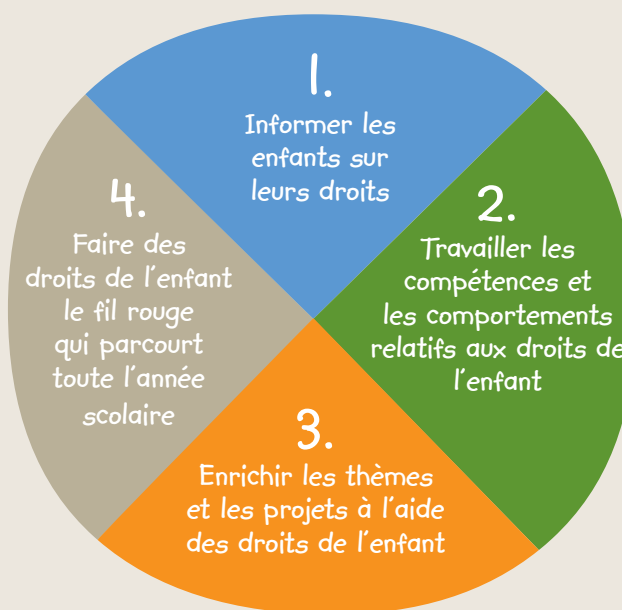 1.
Informer les
enfants sur
leurs droits
2.
Travailler les
compétences et
les comportements
relatifs aux droits de
l'enfant
3.
Enrichir les thèmes
et les projets à l'aide
des droits de l'enfant
4.
Faire des
droits de l'enfant
le fil rouge
qui parcourt
toute l'année
scolaire